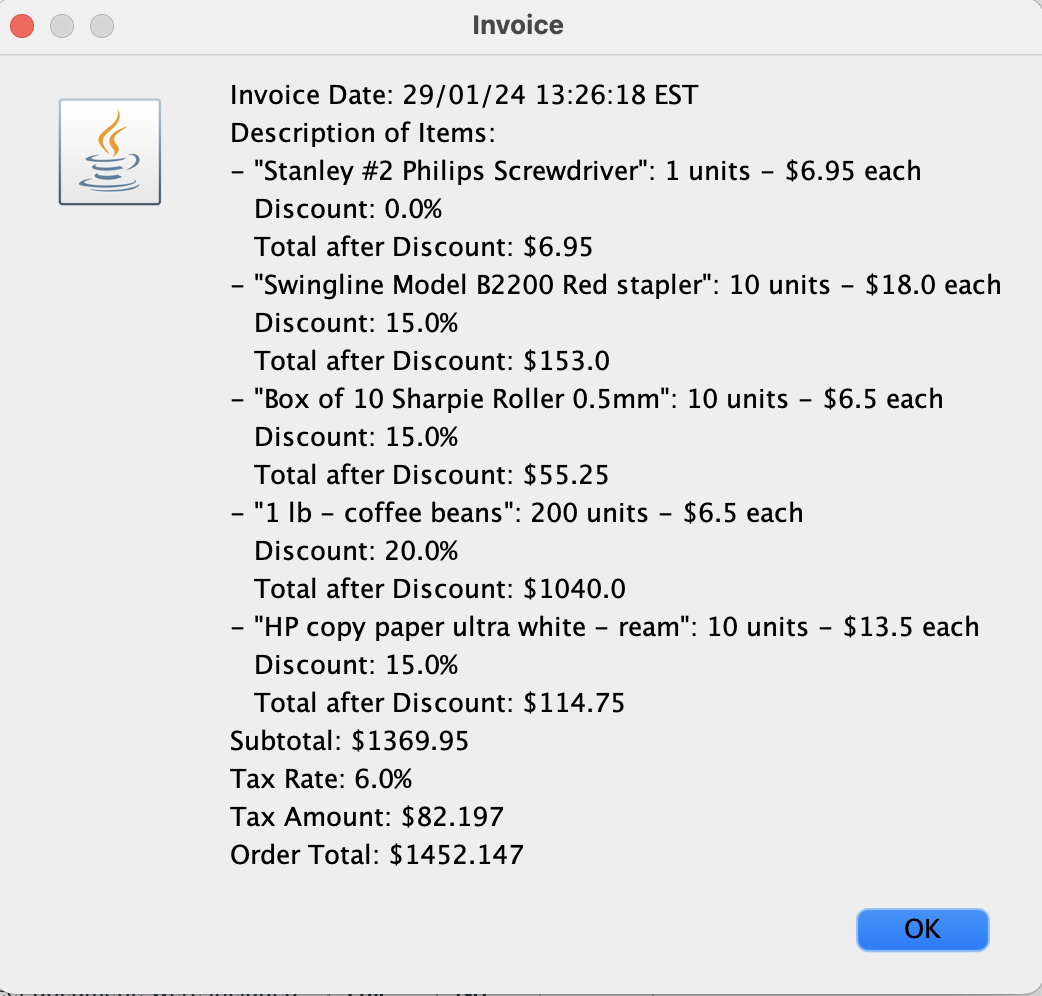 Invoice
Invoice Date: 29/01/24 13:26:18 EST
Description of Items:
– "Stanley #2 Philips Screwdriver": 1 units – $6.95 each
Discount: 0.0%
Total after Discount: $6.95
– "Swingline Model B2200 Red stapler": 10 units – $18.0 each
Discount: 15.0%
Total after Discount: $153.0
– "Box of 10 Sharpie Roller 0.5mm": 10 units – $6.5 each
Discount: 15.0%
Total after Discount: $55.25
– "1 lb – coffee beans": 200 units – $6.5 each
Discount: 20.0%
Total after Discount: $1040.0
– "HP copy paper ultra white – ream": 10 units – $13.5 each
Discount: 15.0%
Total after Discount: $114.75
Subtotal: $1369.95
Tax Rate: 6.0%
Tax Amount: $82.197
Order Total: $1452.147
OK